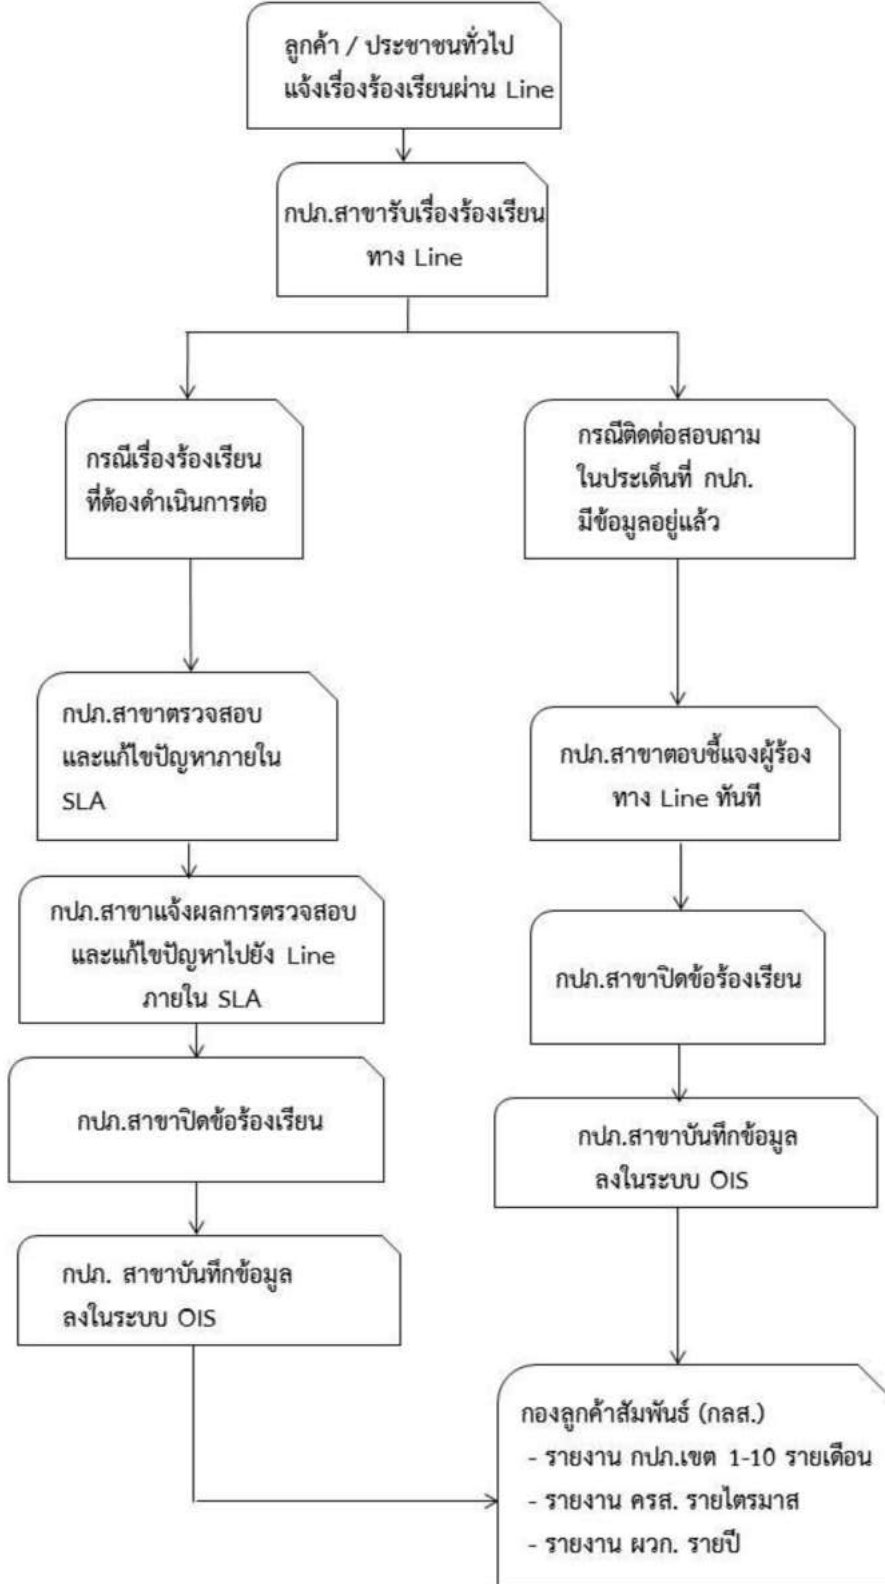 ลูกค้า / ประชาชนทั่วไป
แจ้งเรื่องร้องเรียนผ่าน Line
กปภ.สาขารับเรื่องร้องเรียน
ทาง Line
กรณีเรื่องร้องเรียน
ที่ต้องดำเนินการต่อ
กรณีติดต่อสอบถาม
ในประเด็นที่ กปภ.
มีข้อมูลอยู่แล้ว
กปภ.สาขาตรวจสอบ
และแก้ไขปัญหาภายใน
SLA
กปภ.สาขาตอบชี้แจงผู้ร้อง
ทาง Line ทันที
กปภ.สาขาแจ้งผลการตรวจสอบ
และแก้ไขปัญหาไปยัง Line
ภายใน SLA
กปภ.สาขาปิดข้อร้องเรียน
กปภ.สาขาปิดข้อร้องเรียน
กปภ.สาขาบันทึกข้อมูล
ลงในระบบ OIS
กปภ. สาขาบันทึกข้อมูล
ลงในระบบ OIS
กองลูกค้าสัมพันธ์ (กลส.)
- รายงาน กปภ.เขต 1-10 รายเดือน
- รายงาน ครส. รายไตรมาส
- รายงาน ผวก. รายปี